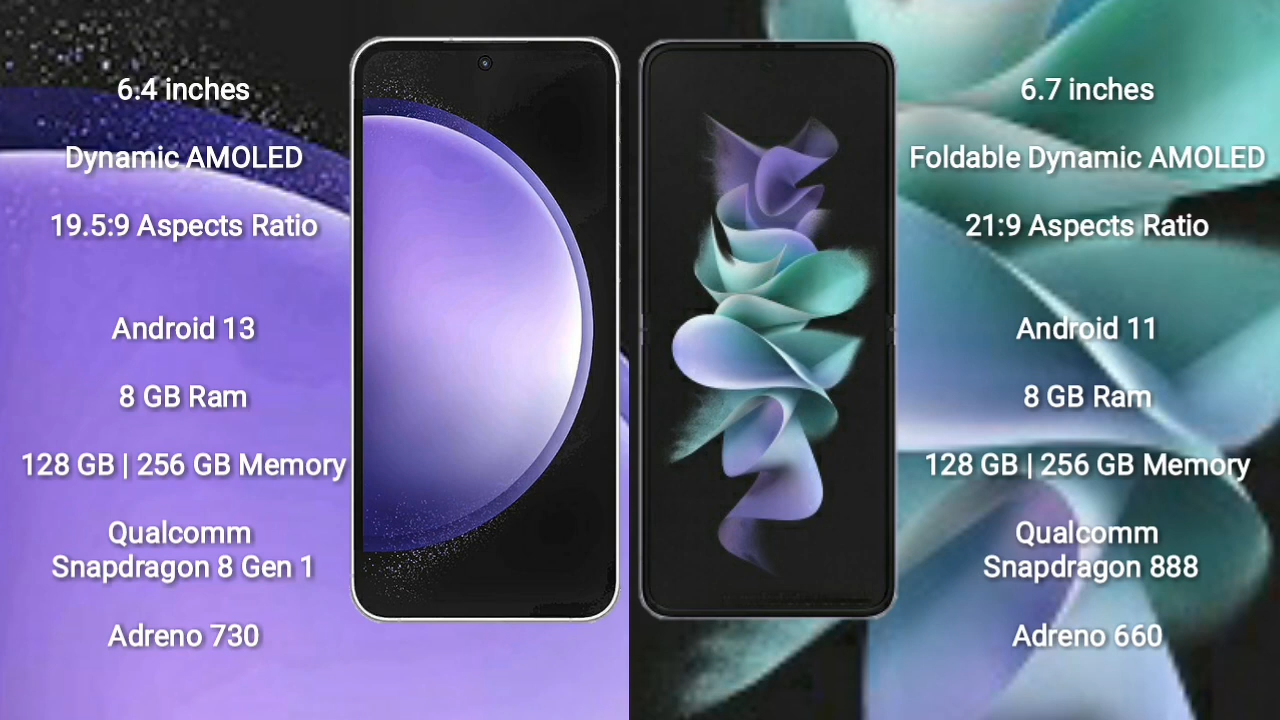 6.4 inches
Dynamic AMOLED
19.5:9 Aspects Ratio
Android 13
8 GB Ram
128 GB | 256 GB Memory
Qualcomm
Snapdragon 8 Gen 1
Adreno 730
6.7 inches
Foldable Dynamic AMOLED
21:9 Aspects Ratio
Android 11
8 GB Ram
128 GB | 256 GB Memory
Qualcomm
Snapdragon 888
Adreno 660